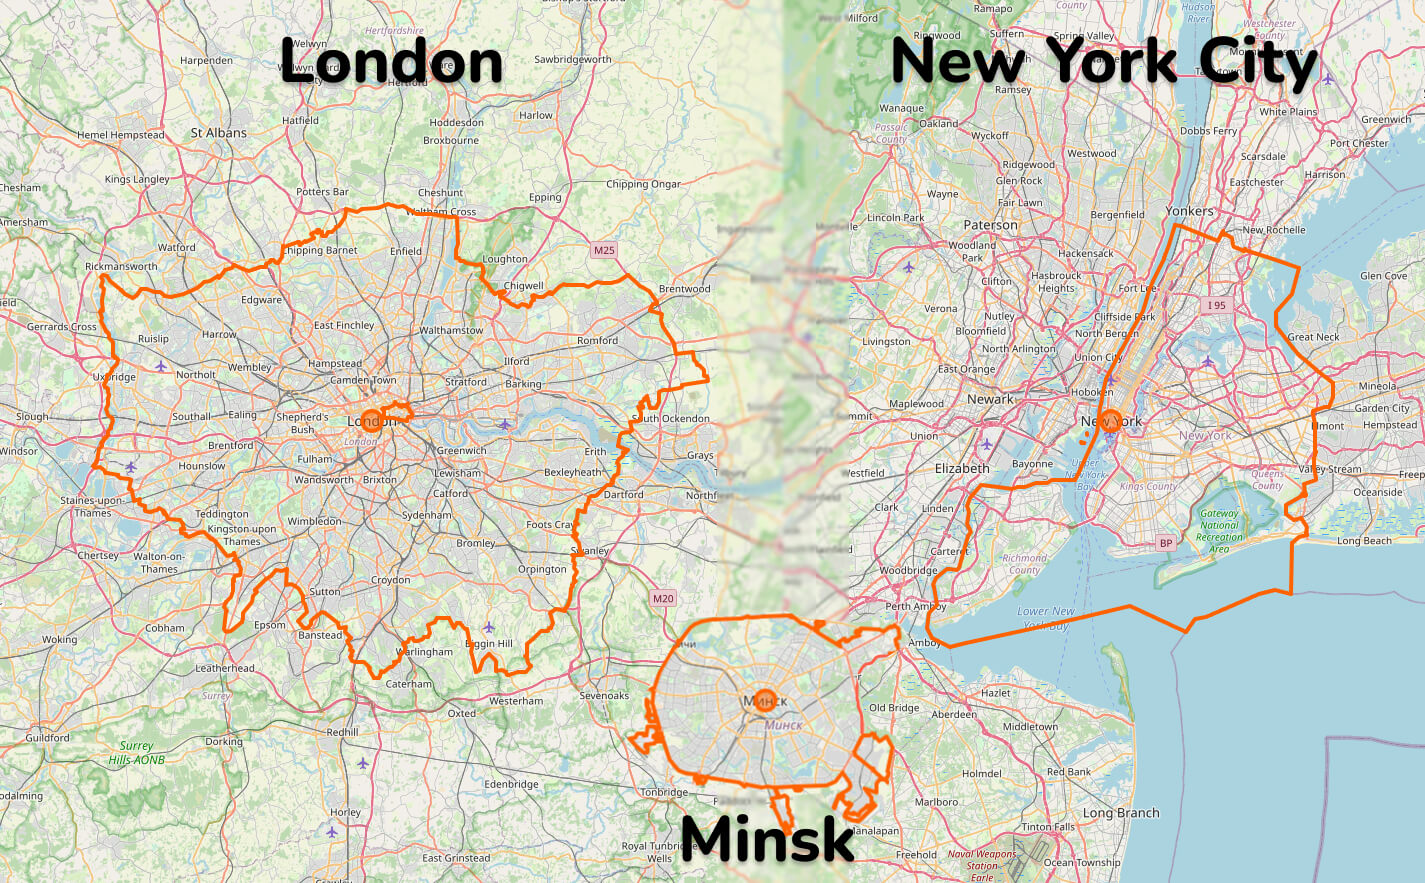 London
New York City
Minsk
Bishop's Stortford
Welwyn
Hertfordshire
Harpenden
Sawbridgeworth
Hatfield
Hoddesdon
Harlow
Hemel Hempstead
St Albans
Broxbourne
Kings Langley
Potters Bar
Cheshunt
Chipping Ongar
Chesham
Epping
Waltham Cross
Amersham
Watford
Chipping Barnet
Enfield
Loughton
M25
Rickmansworth
Chigwell
Brentwood
Edgware
Gerrards Cross
Ruislip
Harrow
East Finchley
Walthamstow
Romford
Hampstead
Ilford
Uxbridge
Northolt
Wembley
Camden Town
Stratford
Barking
Slough
Southall
Ealing
Shepherd's
Bush
London
London
South Ockendon
Windsor
Brentford
Greenwich
Erith
Grays
Hounslow
Fulham
Lewisham
Bexleyheath
Tilbury
Wandsworth
Brixton
Catford
Dartford
Northfleet
Staines-upon-
Thames
Teddington
Wimbledon
Sydenham
Foots Cray
Kingston upon
Thames
Bromley
Swanley
Chertsey
Walton-on-
Thames
Orpington
Croydon
Sutton
M20
Cobham
Epsom
Banstead
Biggin Hill
Woking
Warlingham
Leatherhead
Caterham
Sevenoaks
Surrey
Westerham
Oxted
Guildford
Dorking
Redhill
Surrey
Hills AONB
Edenbridge
Tonbridge
Godalming
Horley
East Grinstead
Royal Tunbridge
Wells
Crawley
West Milford
Ringwood
Ramapo
Suffern
County
Spring Valley
Hudson
River
Westchester
County
Ramsey
White Plains
Wanaque
Oakland
Passaic
County
Wyckoff
Dobbs Ferry
Greenwich
Port Chester
Westwood
Scarsdale
Ridgewood
Glen Rock
Eastchester
Harrison
Wayne
Fair Lawn
Lincoln Park
Bergenfield
Yonkers
Paterson
New Rochelle
Woodland
Park
Hackensack
Hasbrouck
Heights
Glen Cove
Clifton
Fort Lee
I 95
Verona
Nutley
Cliffside Park
Bloomfield
North Bergen
Great Neck
Livingston
North Arlington
Union City
East Orange
Mineola
Hoboken
Maplewood
Newark
Garden City
Summit
New York
Hempstead
Union
New York
Elmont
Westfield
Elizabeth
Bayonne
Upper
New York
Bay
Kings County
Queens
County
Valley Stream
Freeport
Oceanside
Clark
Linden
Gateway
National
Recreation
Area
BP
Long Beach
Carteret
Richmond
County
Woodbridge
Perth Amboy
Lower New
York Bay
Amboy
Минск
Минск
Old Bridge
Hazlet
Aberdeen
Middletown
Holmdel
Red Bank
Marlboro
Long Branch
Manalapan
Tinton Falls
Freehold
Naval Weapons
Station
Earle
Ocean Township